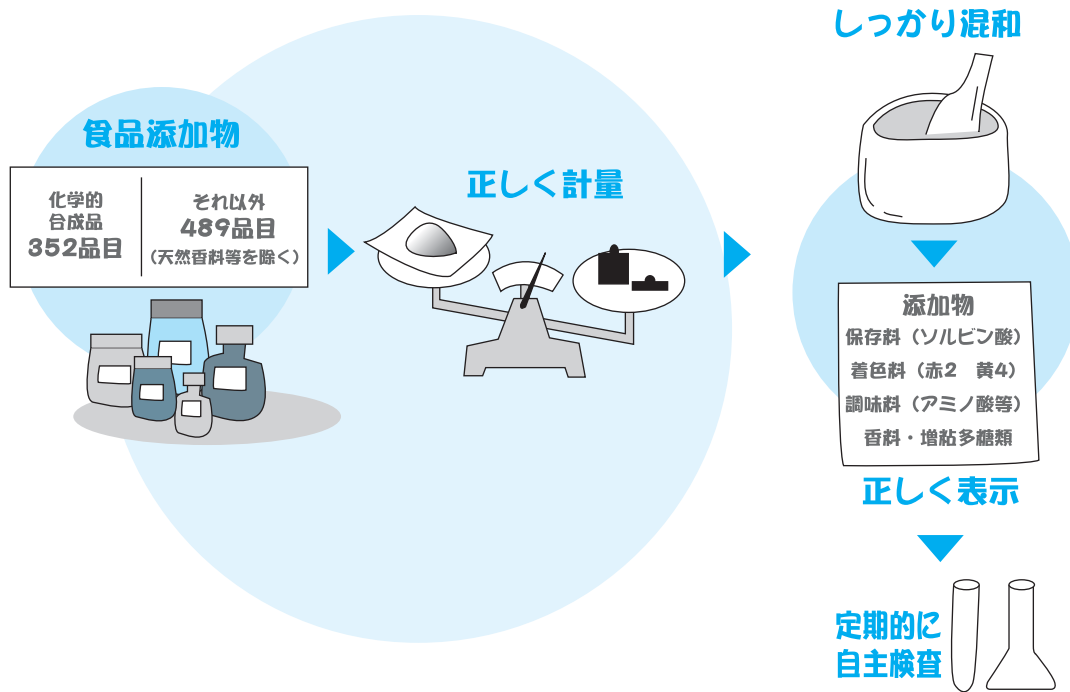 食品添加物
化学的
合成品
352品目
それ以外
489品目
（天然香料等を除く）
正しく計量
しっかり混和
添加物
保存料（ソルビン酸）
着色料（赤2　黄4）
調味料（アミノ酸等）
香料・増粘多糖類
正しく表示
定期的に
自主検査